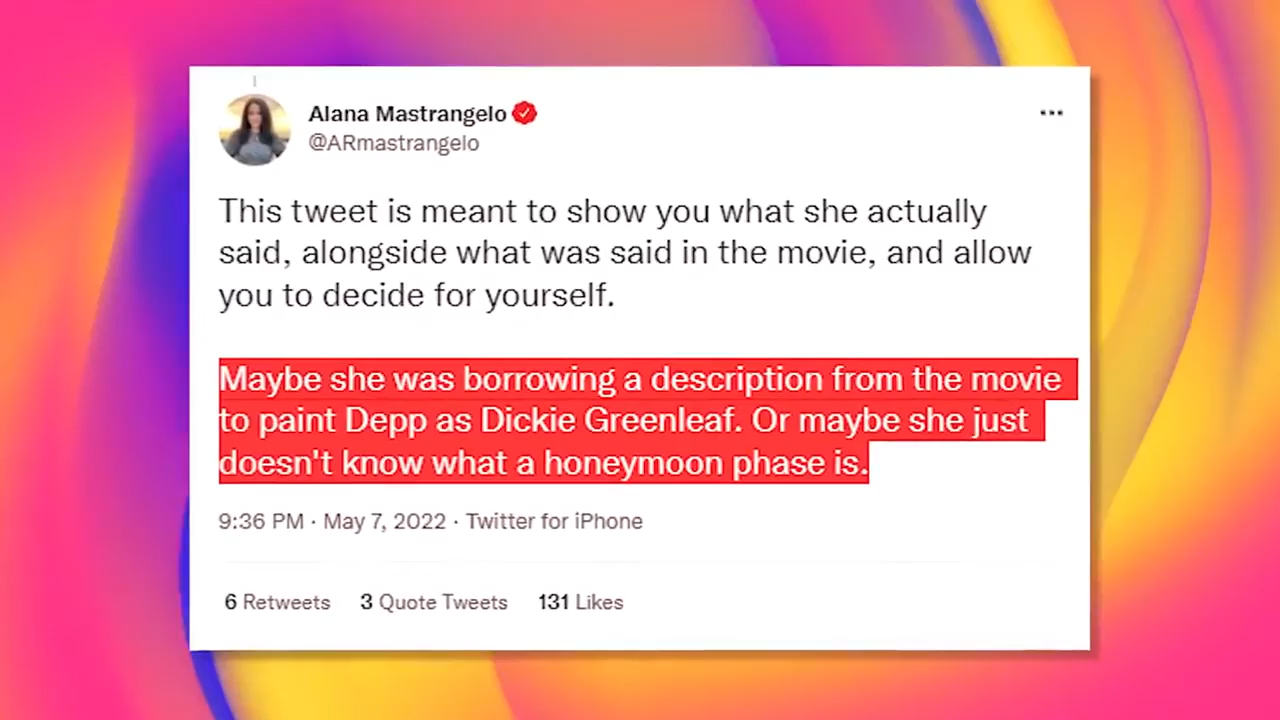 Alana Mastrangelo
@ARmastrangelo
This tweet is meant to show you what she actually
said, alongside what was said in the movie, and allow
you to decide for yourself.
Maybe she was borrowing a description from the movie
to paint Depp as Dickie Greenleaf. Or maybe she just
doesn't know what a honeymoon phase is.
9:36 PM · May 7, 2022 · Twitter for iPhone
6 Retweets 3 Quote Tweets 131 Likes